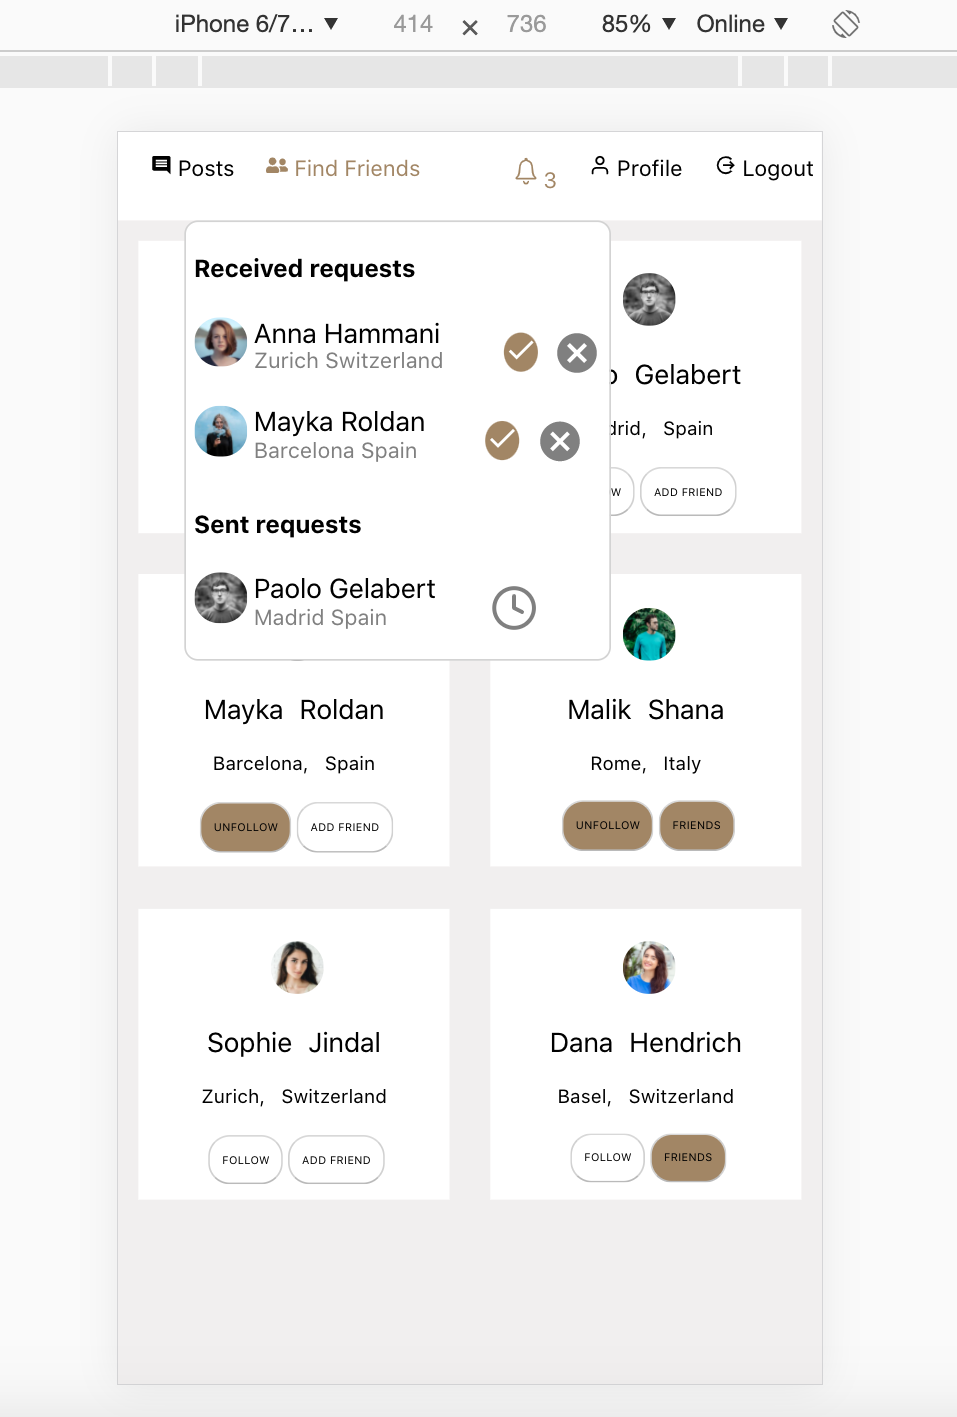 iPhone 6/7... ▼ 414 × 736 85% ▼ Online ▼
Posts Find Friends 3 Profile Logout
Received requests
Anna Hammani
Zurich Switzerland
Mayka Roldan
Barcelona Spain
Sent requests
Paolo Gelabert
Madrid Spain
Gelabert
Spain
ADD FRIEND
Mayka Roldan
Barcelona, Spain
UNFOLLOW ADD FRIEND
Malik Shana
Rome, Italy
UNFOLLOW FRIENDS
Sophie Jindal
Zurich, Switzerland
FOLLOW ADD FRIEND
Dana Hendrich
Basel, Switzerland
FOLLOW FRIENDS